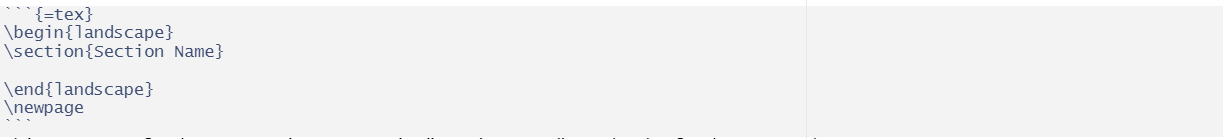 ```{=tex}
\begin{landscape}
\section{Section Name}
\end{landscape}
\newpage
```